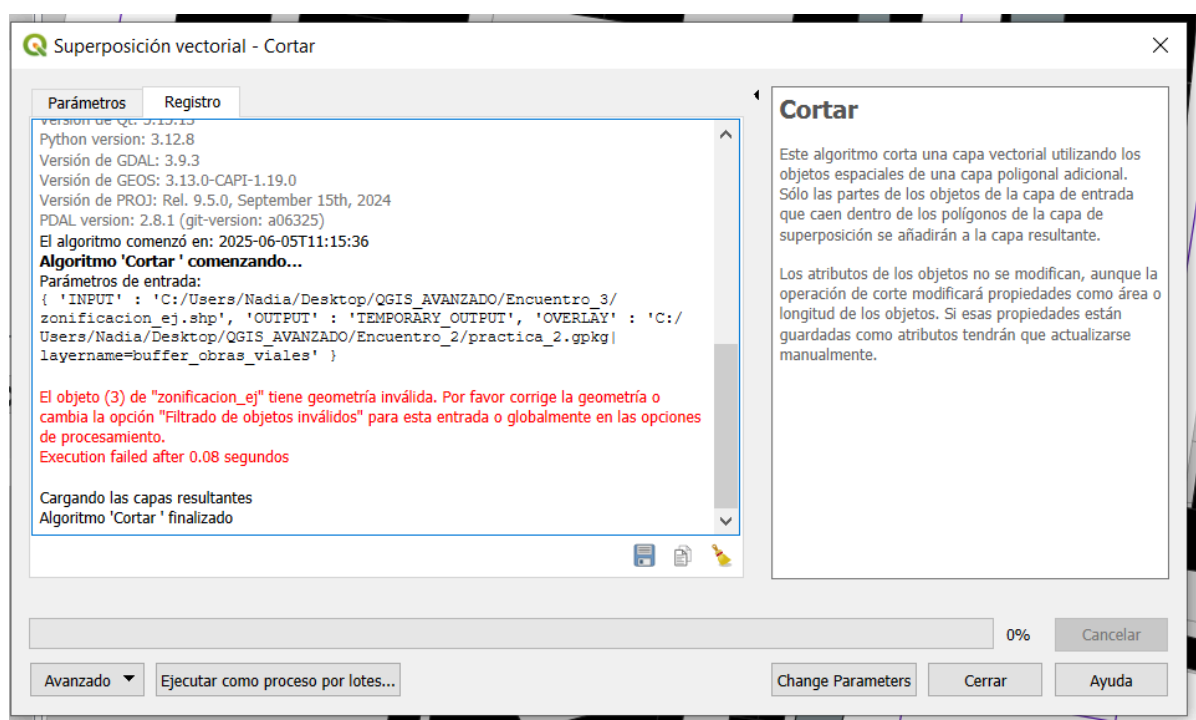 Superposición vectorial - Cortar
Parámetros
Registro
Versión de Qt: 5.15.13
Python version: 3.12.8
Versión de GDAL: 3.9.3
Versión de GEOS: 3.13.0-CAPI-1.19.0
Versión de PROJ: Rel. 9.5.0, September 15th, 2024
PDAL version: 2.8.1 (git-version: a06325)
El algoritmo comenzó en: 2025-06-05T11:15:36
Algoritmo 'Cortar ' comenzando...
Parámetros de entrada:
{ 'INPUT' : 'C:/Users/Nadia/Desktop/QGIS_AVANZADO/Encuentro_3/
zonificacion_ej.shp', 'OUTPUT' : 'TEMPORARY_OUTPUT', 'OVERLAY' : 'C:/
Users/Nadia/Desktop/QGIS_AVANZADO/Encuentro_2/practica_2.gpkg|
layername=buffer_obras_viales' }
El objeto (3) de "zonificacion_ej" tiene geometría inválida. Por favor corrige la geometría o
cambia la opción "Filtrado de objetos inválidos" para esta entrada o globalmente en las opciones
de procesamiento.
Execution failed after 0.08 segundos
Cargando las capas resultantes
Algoritmo 'Cortar ' finalizado
Cortar
Este algoritmo corta una capa vectorial utilizando los
objetos espaciales de una capa poligonal adicional.
Sólo las partes de los objetos de la capa de entrada
que caen dentro de los polígonos de la capa de
superposición se añadirán a la capa resultante.
Los atributos de los objetos no se modifican, aunque la
operación de corte modificará propiedades como área o
longitud de los objetos. Si esas propiedades están
guardadas como atributos tendrán que actualizarse
manualmente.
0%
Cancelar
Avanzado
Ejecutar como proceso por lotes...
Change Parameters
Cerrar
Ayuda